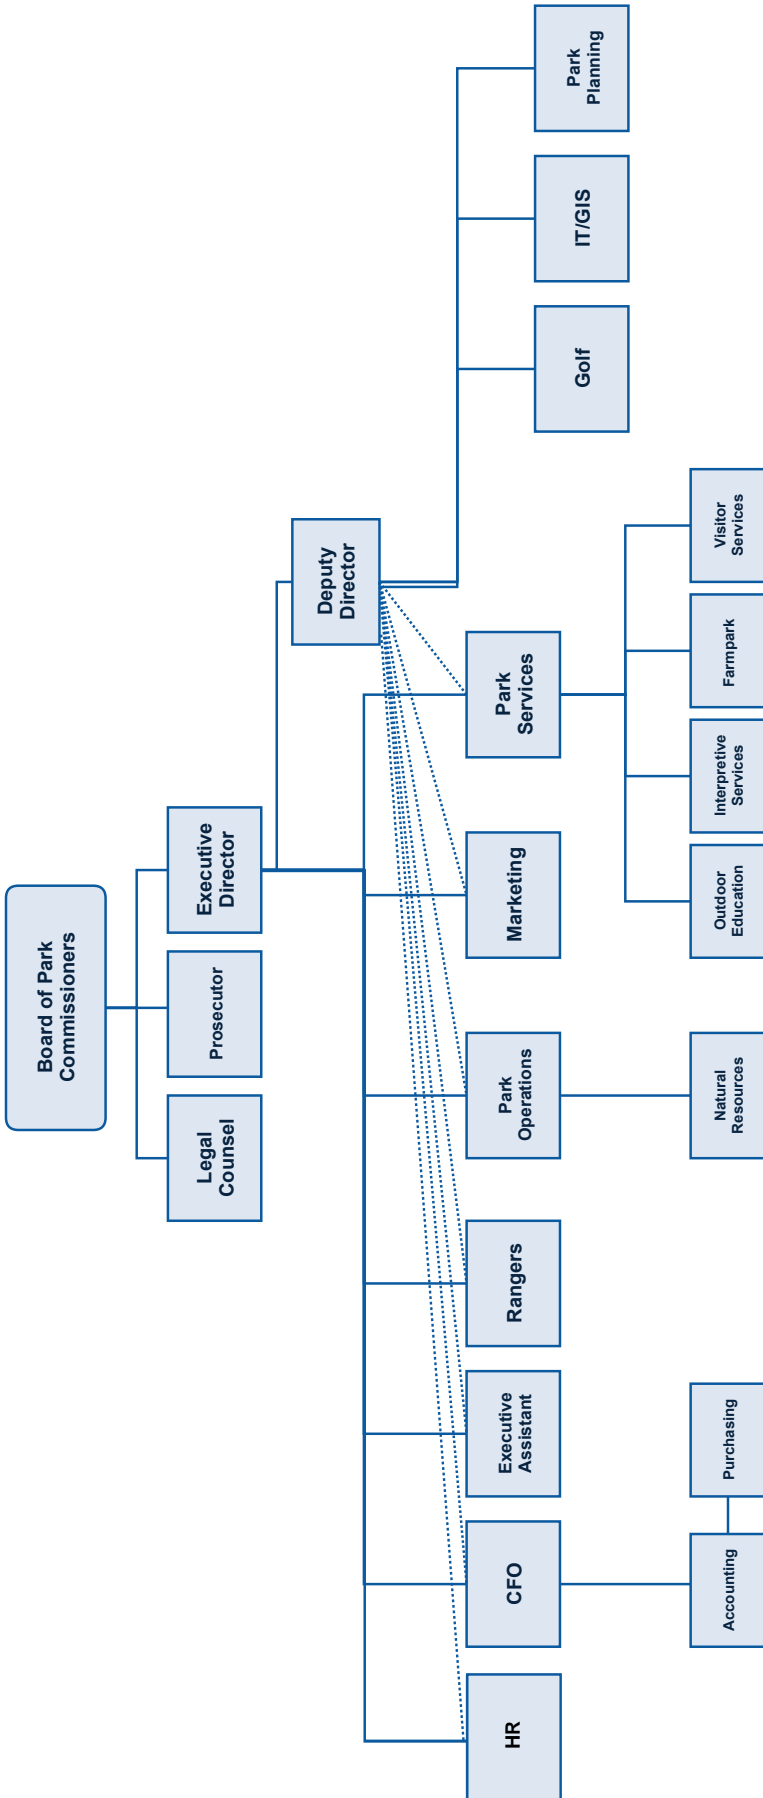 Board of Park
Commissioners
Legal
Counsel
Prosecutor
Executive
Director
Deputy
Director
HR
CFO
Executive
Assistant
Rangers
Park
Operations
Marketing
Park
Services
Golf
IT/GIS
Park
Planning
Accounting
Purchasing
Natural
Resources
Outdoor
Education
Interpretive
Services
Farmpark
Visitor
Services